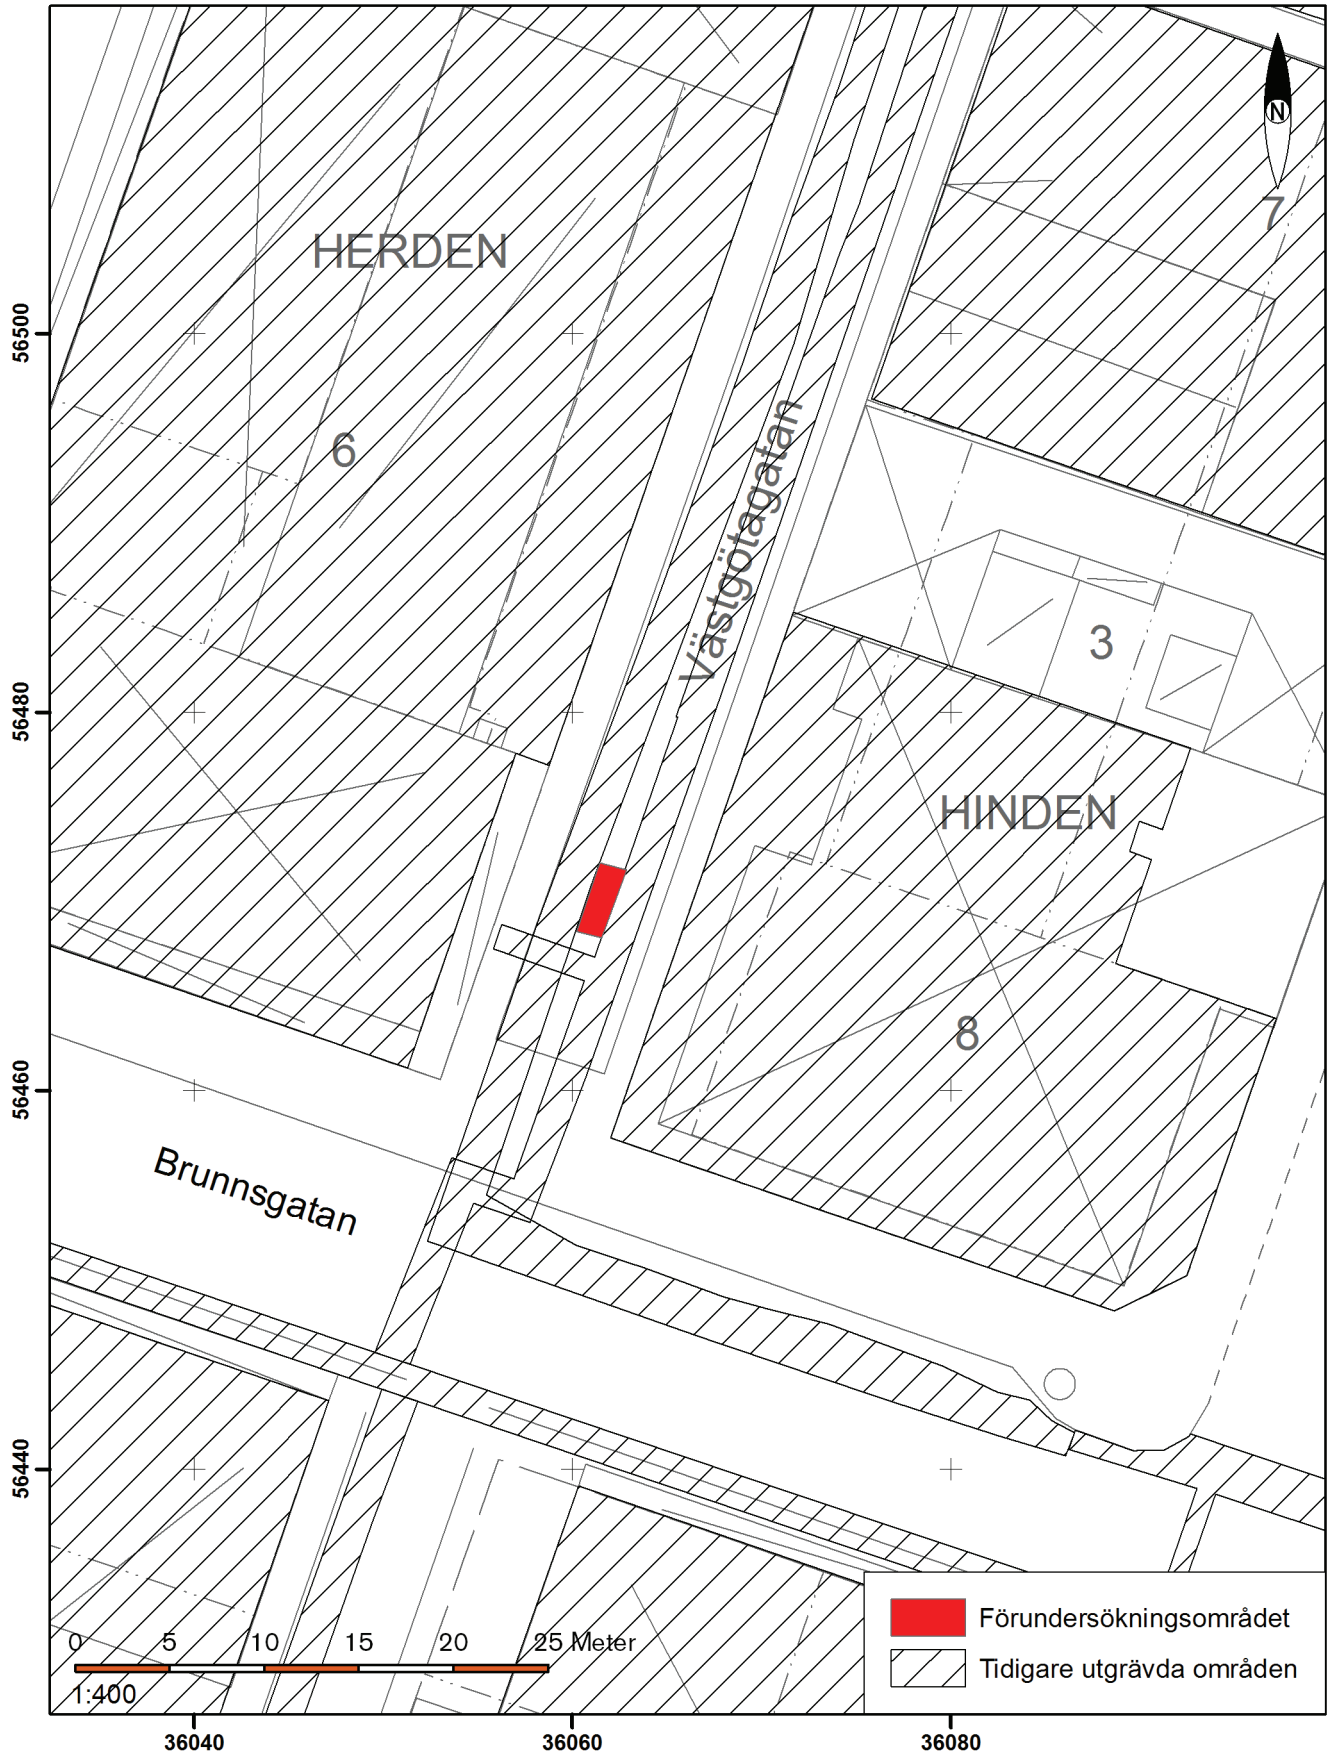 N
7
HERDEN
56500
Västgötagatan
6
3
56480
HINDEN
8
56460
Brunnsgatan
56440
Förundersökningsområdet
0 5 10 15 20 25 Meter
Tidigare utgrävda områden
1:400
36040 36060 36080